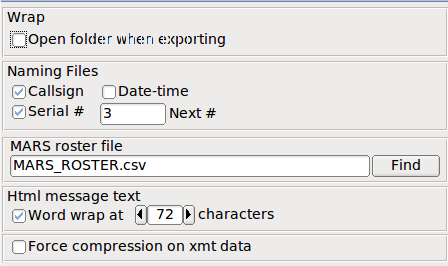 Wrap
Open folder when exporting
Naming Files
Callsign Date-time
Serial # 3 Next #
MARS roster file
MARS_ROSTER.csv Find
Html message text
Word wrap at 72 characters
Force compression on xmt data